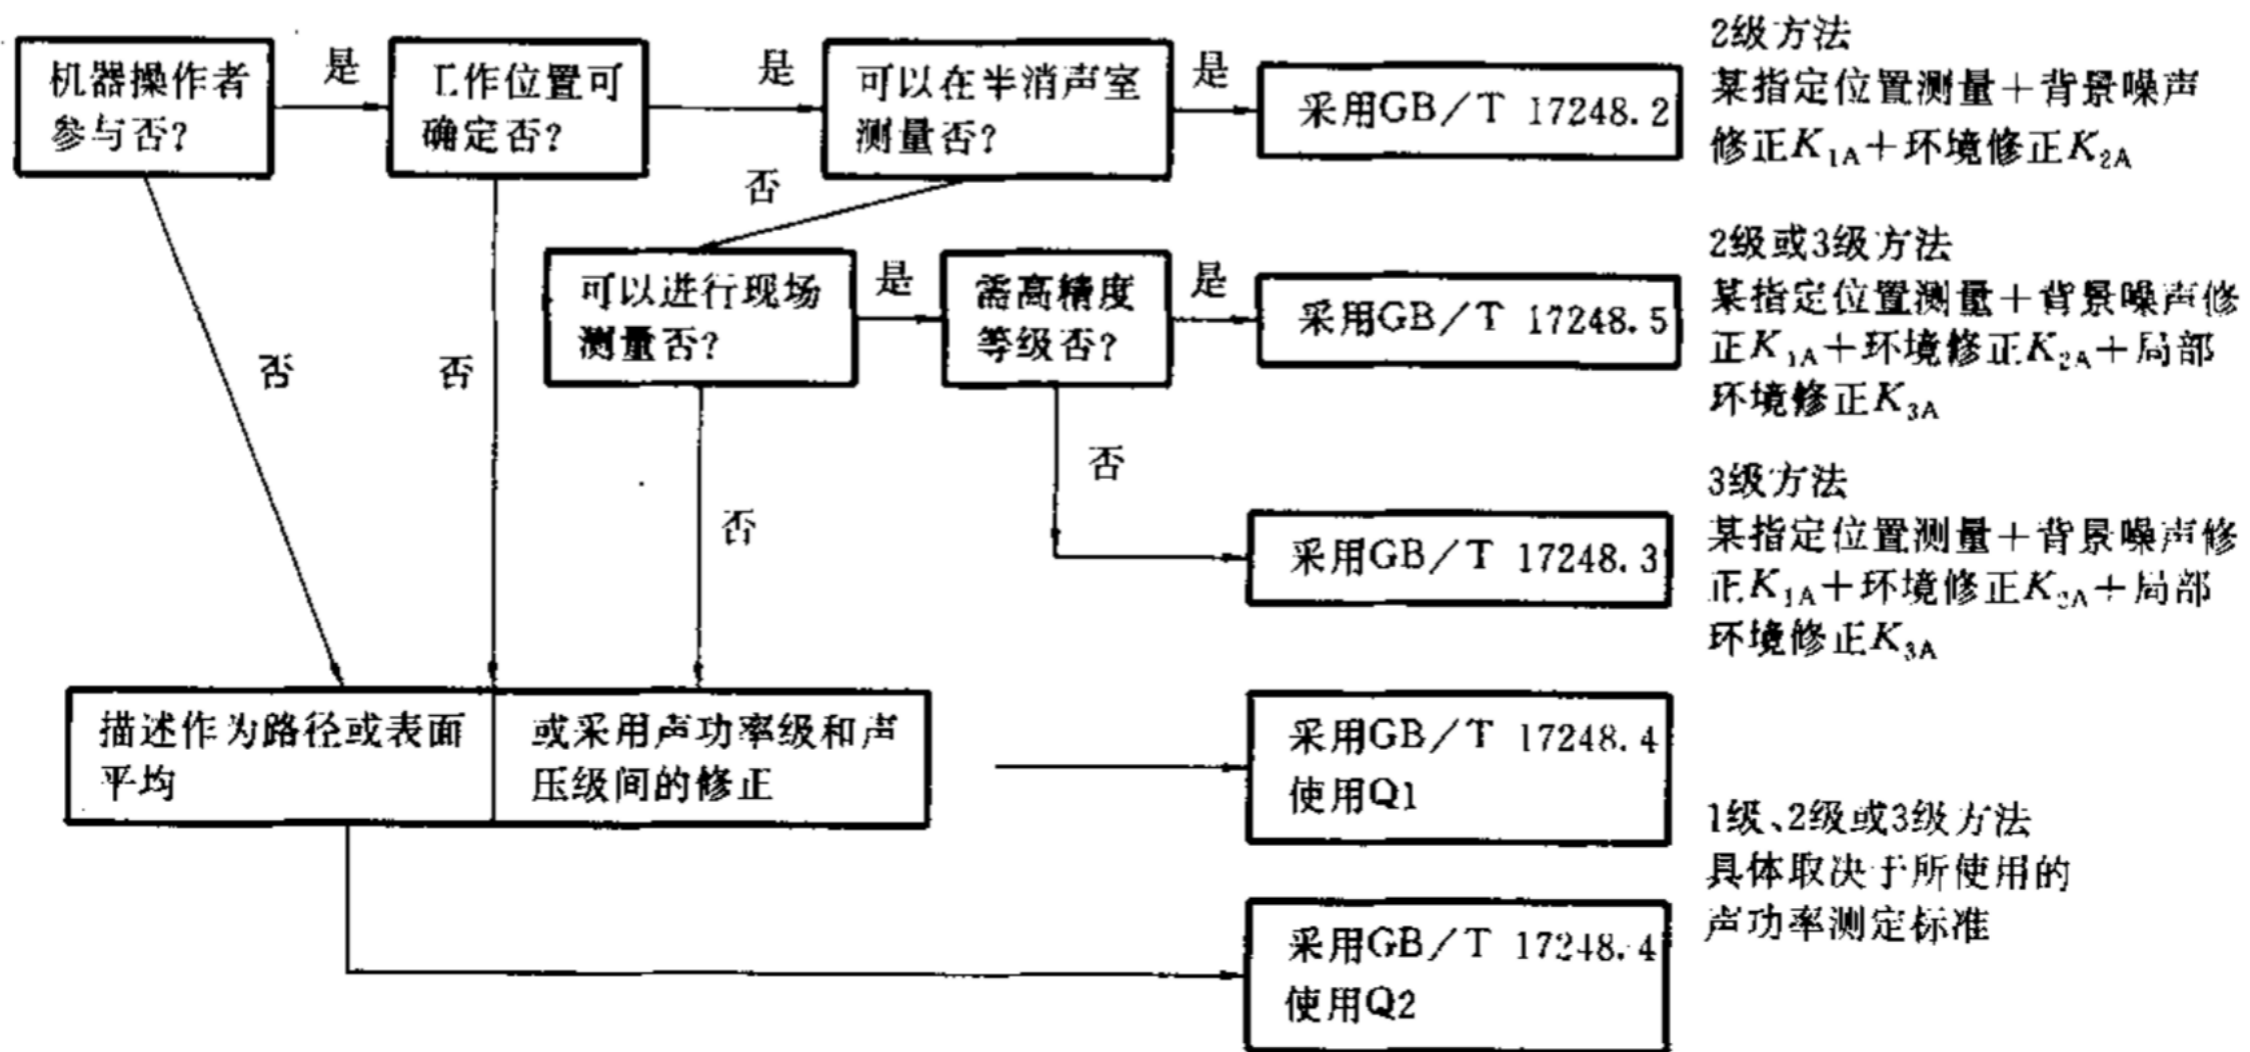 机器操作者
参与否?
是
工作位置可
确定否?
是
可以在半消声室
测量否?
是
采用GB/T 17248.2
2级方法
某指定位置测量+背景噪声
修正K1A+环境修正K2A
否
可以进行现场
测量否?
是
需高精度
等级否?
是
采用GB/T 17248.5
2级或3级方法
某指定位置测量+背景噪声修
正K1A+环境修正K2A+局部
环境修正K3A
否
否
否
否
采用GB/T 17248.3
3级方法
某指定位置测量+背景噪声修
正K1A+环境修正K2A+局部
环境修正K3A
描述作为路径或表面
平均
或采用声功率级和声
压级间的修正
采用GB/T 17248.4
使用Q1
采用GB/T 17248.4
使用Q2
1级、2级或3级方法
具体取决于所使用的
声功率测定标准